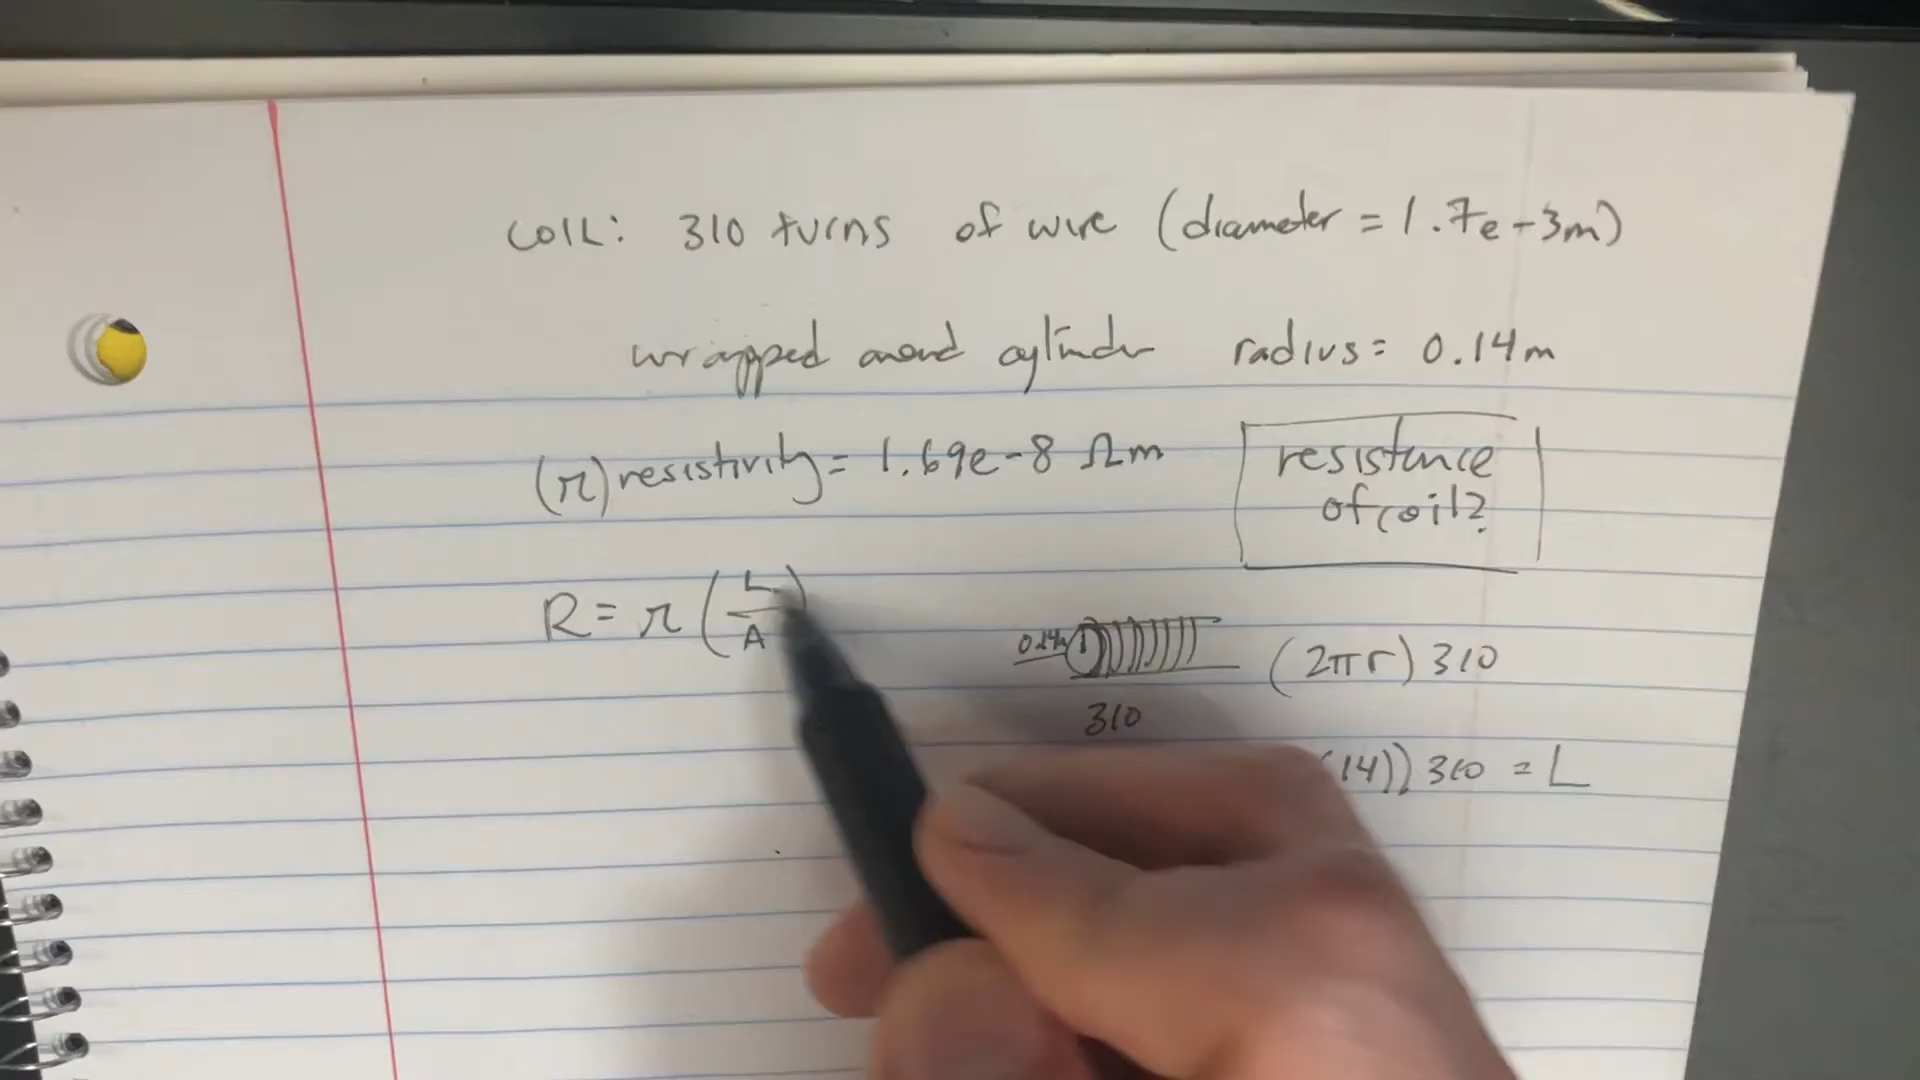 coil: 310 turns of wire (diameter = 1.7e-3m)
wrapped around cylinder radius = 0.14m
(r) resistivity = 1.69e-8 Ωm
resistance
of coil?
R = r (L/A)
0.14m
(2πr) 310
310
14)) 310 = L